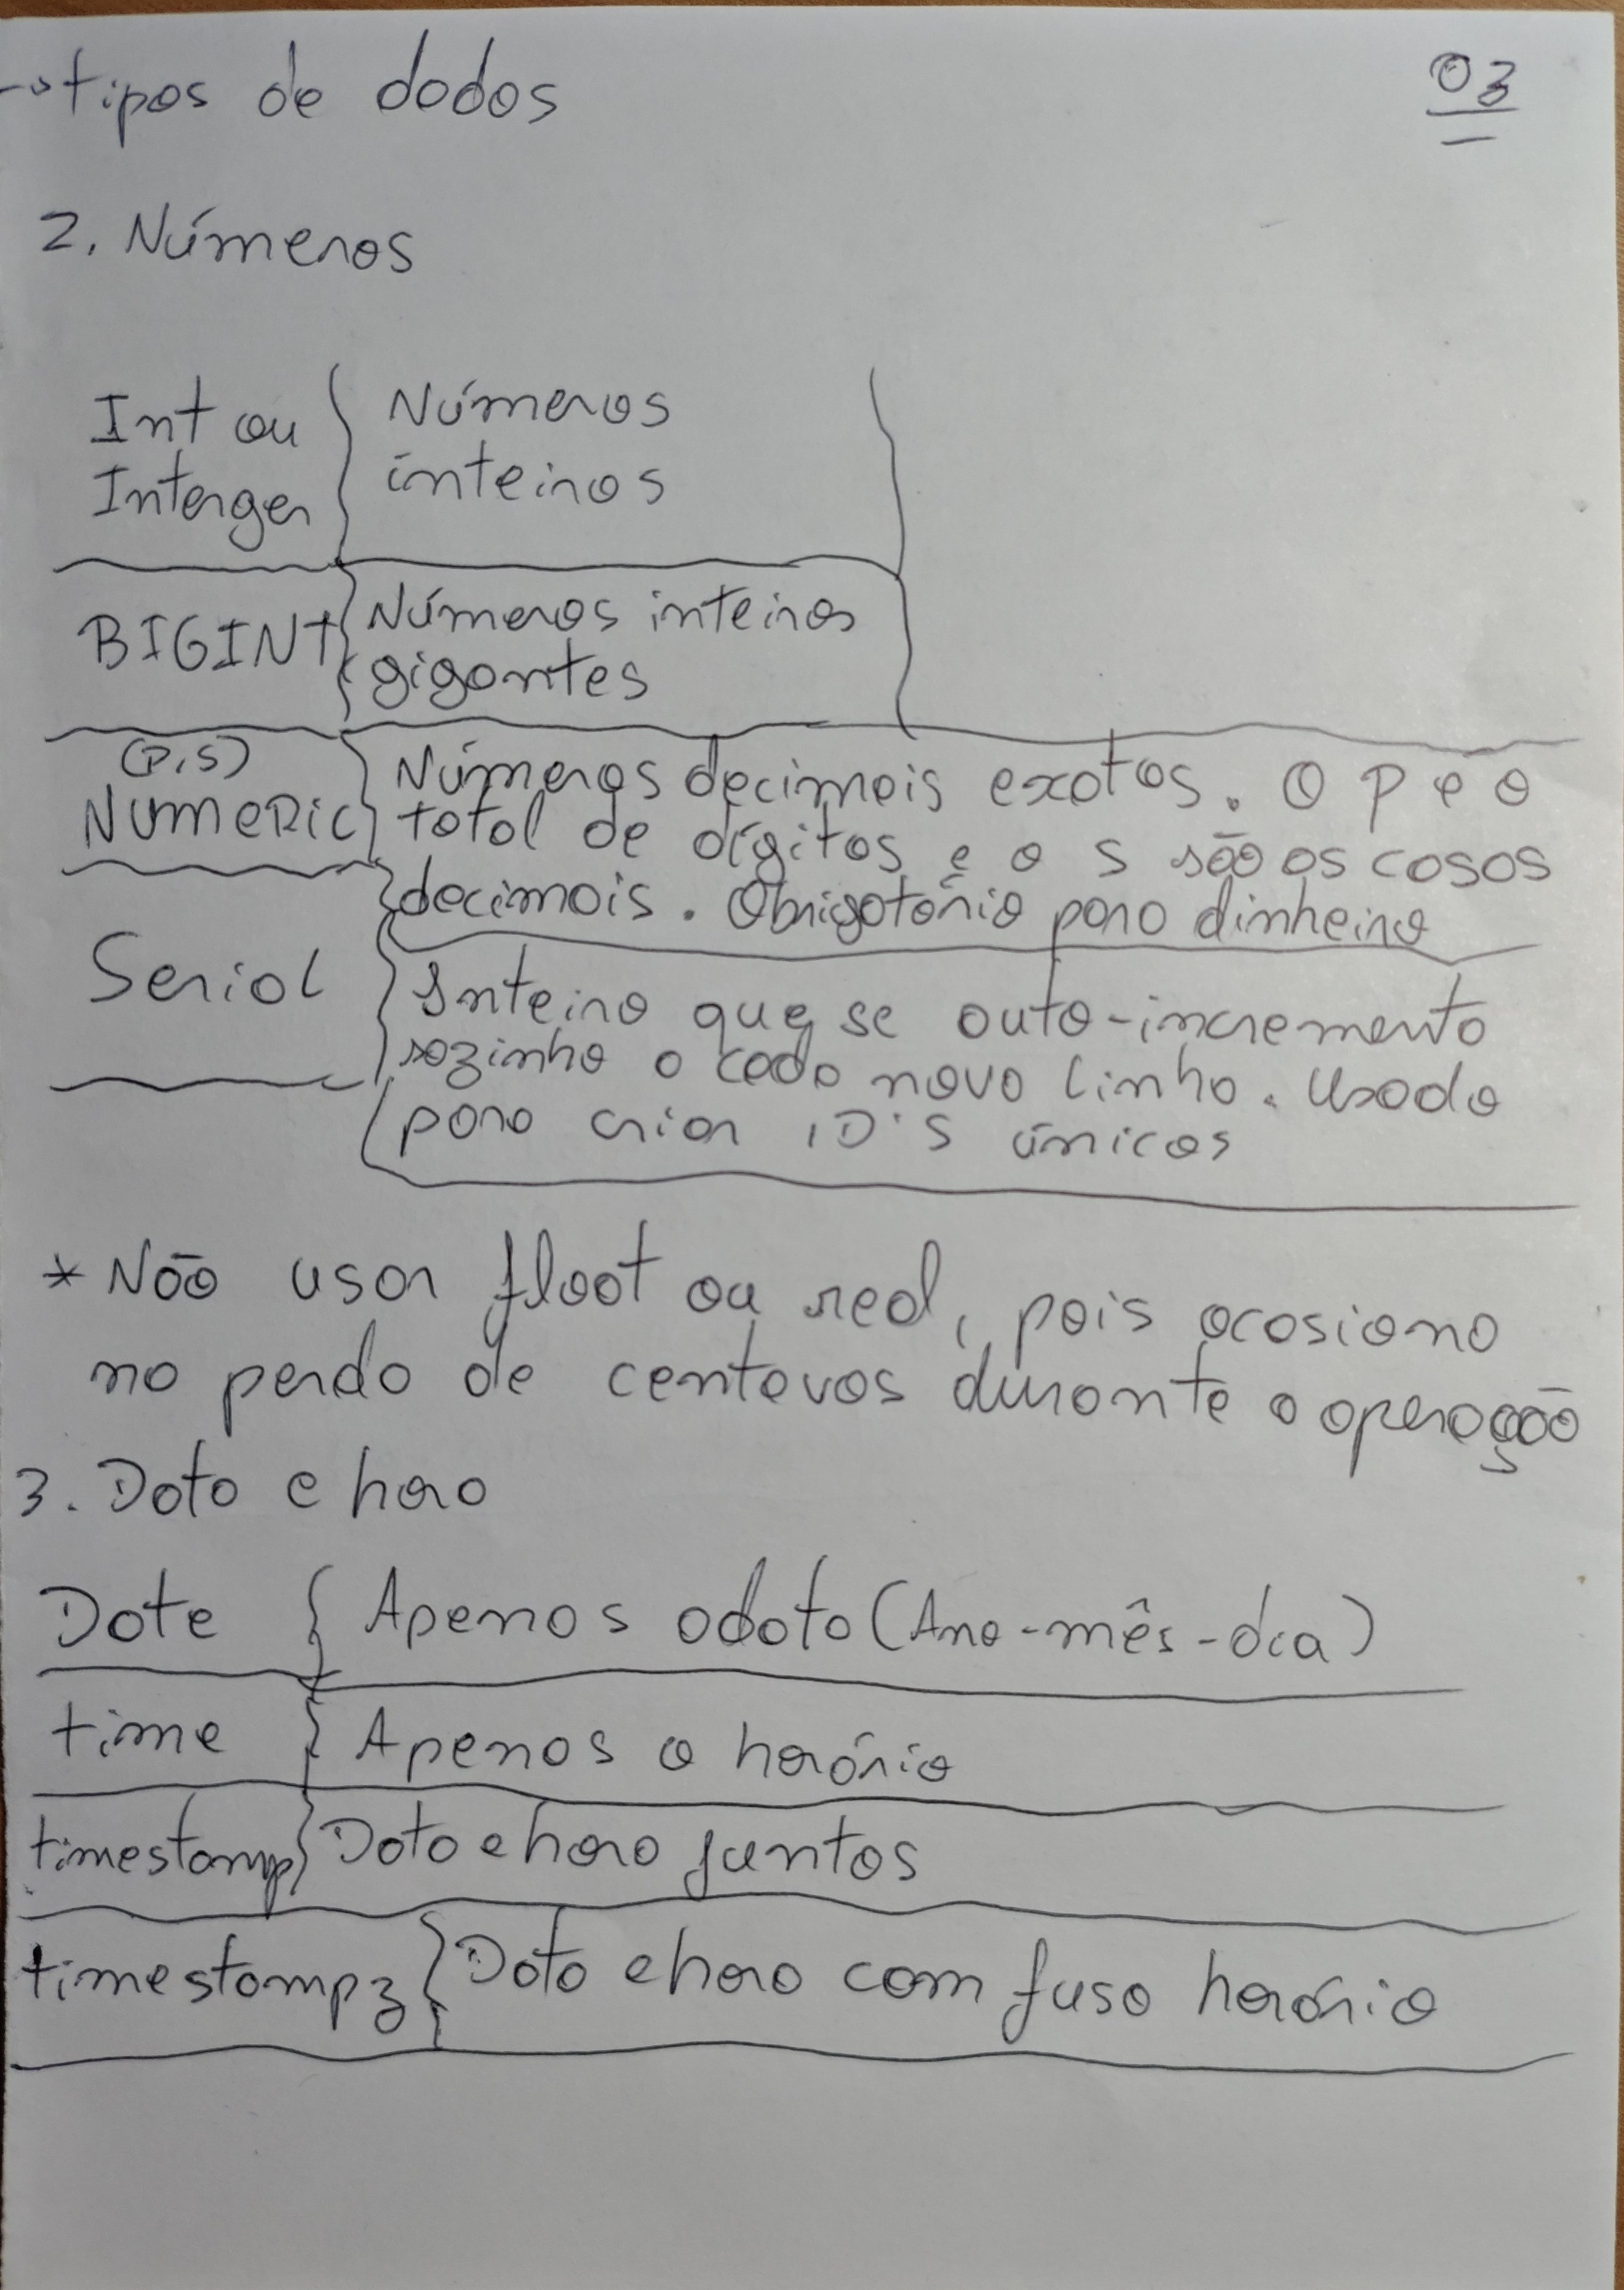 → tipos de dados
03
2. Números
Int ou
Interger
Números
inteiros
BIGINT
Números inteiros
gigantes
(P,S)
NUMERIC
Números decimais exatos. O P é o
total de dígitos e o S são as casas
decimais. Obrigatório para dinheiro
Serial
Inteiro que se auto-incrementa
sozinho a cada nova linha. Usado
para criar ID'S únicos
* Não usar float ou real, pois ocasiona
na perda de centavos durante a operação
3. Data e hora
Date
Apenas a data (Ano-mês-dia)
time
Apenas o horário
timestamp
Data e hora juntos
timestampz
Data e hora com fuso horário